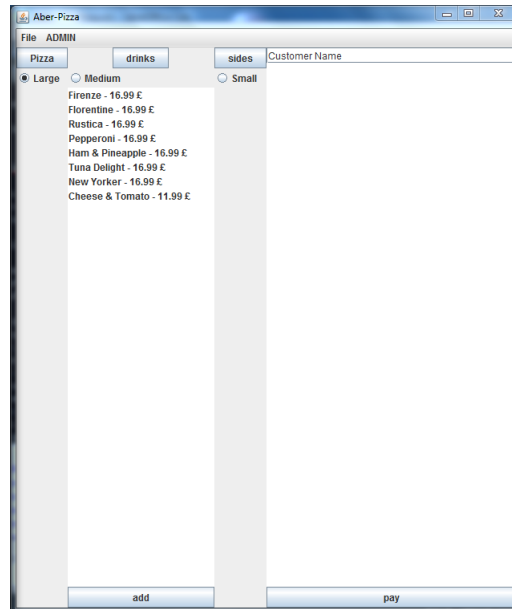 Aber-Pizza
File ADMIN
Pizza drinks sides Customer Name
Large Medium Small
Firenze - 16.99 £
Florentine - 16.99 £
Rustica - 16.99 £
Pepperoni - 16.99 £
Ham & Pineapple - 16.99 £
Tuna Delight - 16.99 £
New Yorker - 16.99 £
Cheese & Tomato - 11.99 £
add pay